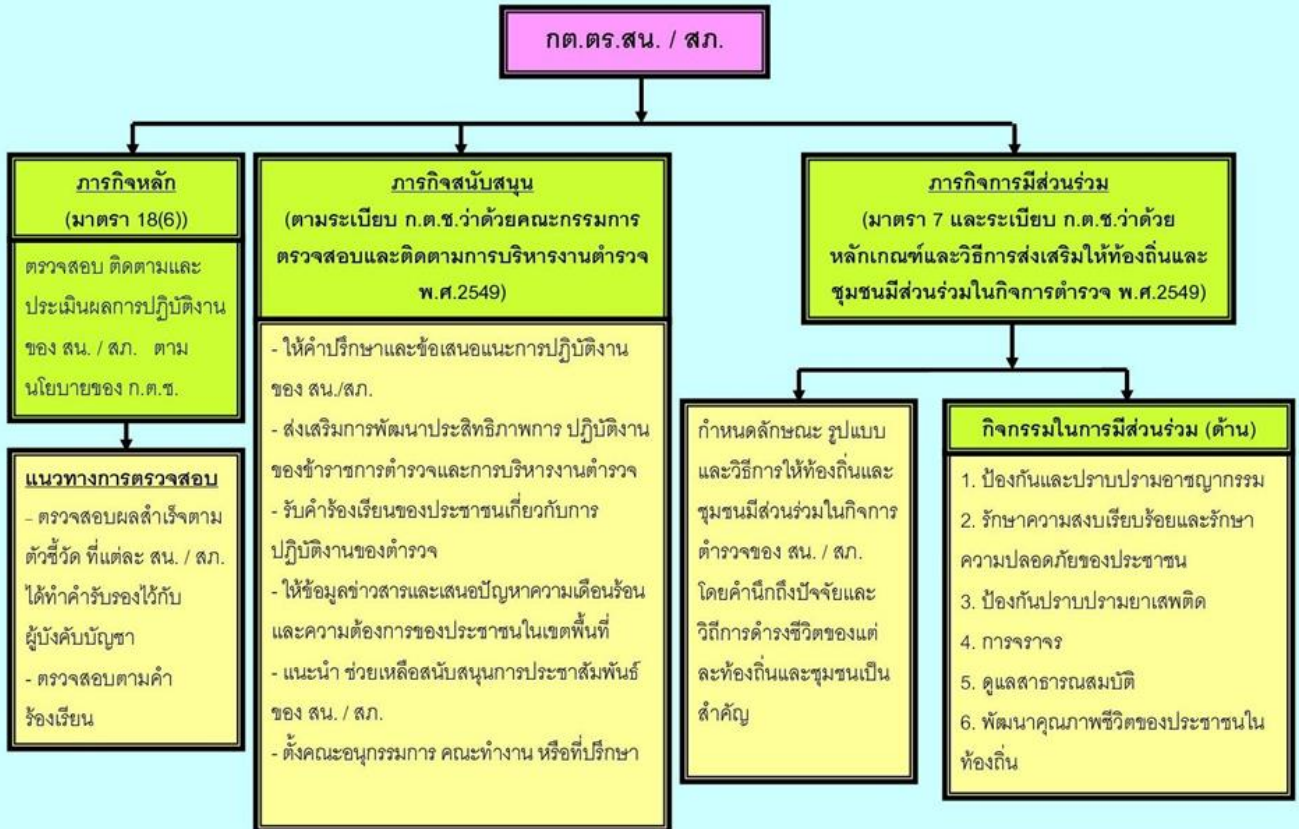 กต.ตร.สน. / สภ.
ภารกิจหลัก
(มาตรา 18(6))
ตรวจสอบ ติดตามและ
ประเมินผลการปฏิบัติงาน
ของ สน. / สภ. ตาม
นโยบายของ ก.ต.ช.
แนวทางการตรวจสอบ
- ตรวจสอบผลสำเร็จตาม
ตัวชี้วัด ที่แต่ละ สน. / สภ.
ได้ทำคำรับรองไว้กับ
ผู้บังคับบัญชา
- ตรวจสอบตามคำ
ร้องเรียน
ภารกิจสนับสนุน
(ตามระเบียบ ก.ต.ช.ว่าด้วยคณะกรรมการ
ตรวจสอบและติดตามการบริหารงานตำรวจ
พ.ศ.2549)
- ให้คำปรึกษาและข้อเสนอแนะการปฏิบัติงาน
ของ สน./สภ.
- ส่งเสริมการพัฒนาประสิทธิภาพการ ปฏิบัติงาน
ของข้าราชการตำรวจและการบริหารงานตำรวจ
- รับคำร้องเรียนของประชาชนเกี่ยวกับการ
ปฏิบัติงานของตำรวจ
- ให้ข้อมูลข่าวสารและเสนอปัญหาความเดือนร้อน
และความต้องการของประชาชนในเขตพื้นที่
- แนะนำ ช่วยเหลือสนับสนุนการประชาสัมพันธ์
ของ สน. / สภ.
- ตั้งคณะอนุกรรมการ คณะทำงาน หรือที่ปรึกษา
ภารกิจการมีส่วนร่วม
(มาตรา 7 และระเบียบ ก.ต.ช.ว่าด้วย
หลักเกณฑ์และวิธีการส่งเสริมให้ท้องถิ่นและ
ชุมชนมีส่วนร่วมในกิจการตำรวจ พ.ศ.2549)
กำหนดลักษณะ รูปแบบ
และวิธีการให้ท้องถิ่นและ
ชุมชนมีส่วนร่วมในกิจการ
ตำรวจของ สน. / สภ.
โดยคำนึกถึงปัจจัยและ
วิถีการดำรงชีวิตของแต่
ละท้องถิ่นและชุมชนเป็น
สำคัญ
กิจกรรมในการมีส่วนร่วม (ด้าน)
1. ป้องกันและปราบปรามอาชญากรรม
2. รักษาความสงบเรียบร้อยและรักษา
ความปลอดภัยของประชาชน
3. ป้องกันปราบปรามยาเสพติด
4. การจราจร
5. ดูแลสาธารณสมบัติ
6. พัฒนาคุณภาพชีวิตของประชาชนใน
ท้องถิ่น